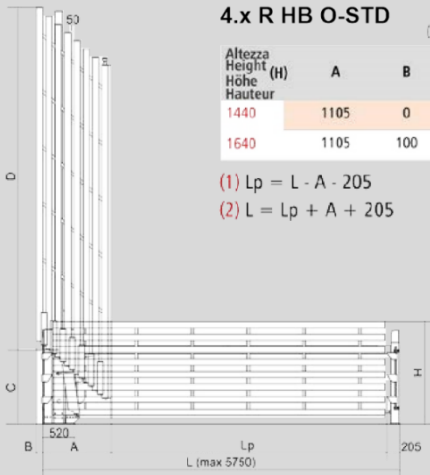 4.x R HB O-STD
50
Altezza
Height (H) A B
Höhe
Hauteur
1440 1105 0
1640 1105 100
(1) Lp = L - A - 205
(2) L = Lp + A + 205
D
C
H
520
B A Lp 205
L (max 5750)